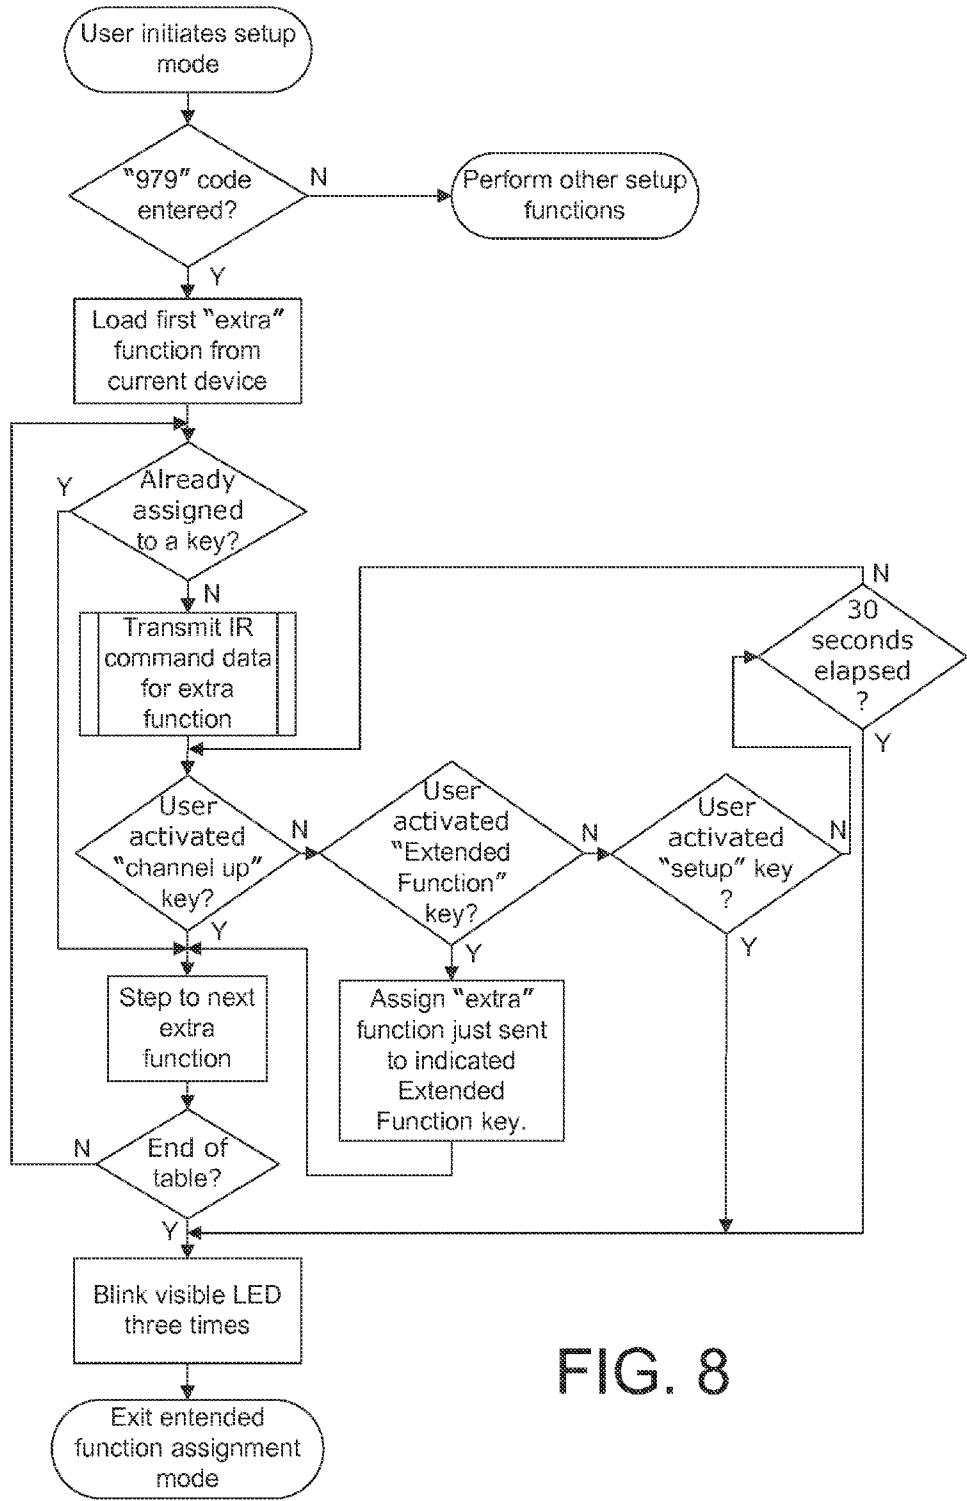 User initiates setup
mode
“979” code
entered?
N
Perform other setup
functions
Y
Load first “extra”
function from
current device
Y
Already
assigned
to a key?
N
N
30
seconds
elapsed
?
Y
Transmit IR
command data
for extra
function
User
activated
“channel up”
key?
N
Y
User
activated
“Extended
Function”
key?
N
Y
User
activated
“setup” key
?
N
Y
Step to next
extra
function
Assign “extra”
function just sent
to indicated
Extended
Function key.
N
End of
table?
Y
Blink visible LED
three times
FIG. 8
Exit entended
function assignment
mode